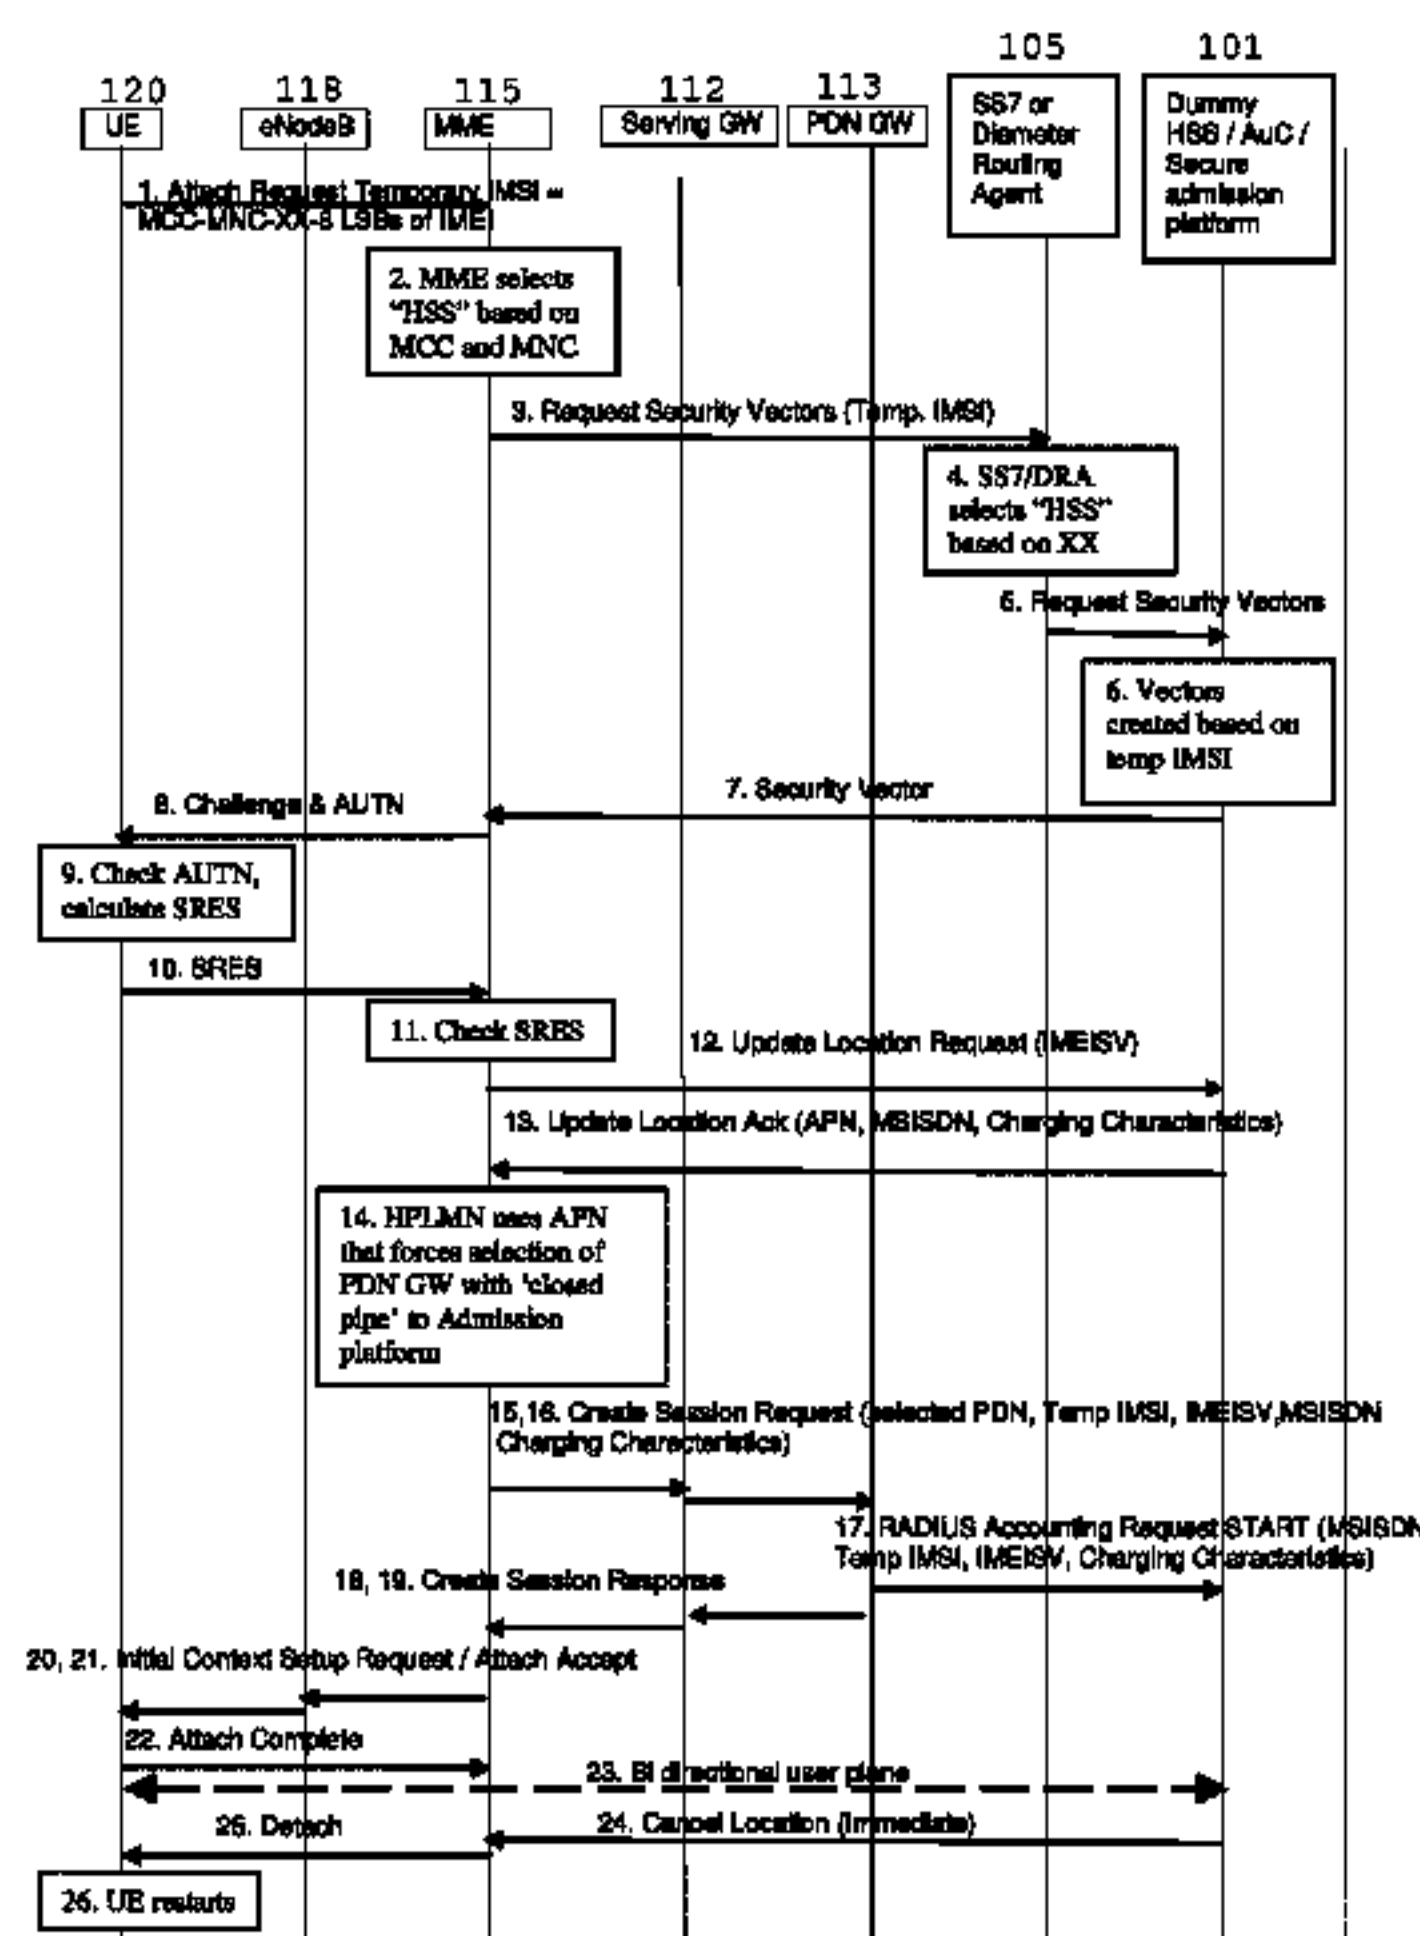 105
101
120
118
115
112
113
UE
eNodeB
MME
Serving GW
PDN GW
SS7 or
Diameter
Routing
Agent
Dummy
HSS / AuC /
Secure
admission
platform
1. Attach Request Temporary IMSI =
MCC-MNC-XX-8 LSBs of IMEI
2. MME selects
"HSS" based on
MCC and MNC
3. Request Security Vectors (Temp. IMSI)
4. SS7/DRA
selects "HSS"
based on XX
5. Request Security Vectors
6. Vectors
created based on
temp IMSI
7. Security Vector
8. Challenge & AUTN
9. Check AUTN,
calculate SRES
10. SRES
11. Check SRES
12. Update Location Request (IMEISV)
13. Update Location Ack (APN, MSISDN, Charging Characteristics)
14. HPLMN uses APN
that forces selection of
PDN GW with 'closed
pipe' to Admission
platform
15,16. Create Session Request (selected PDN, Temp IMSI, IMEISV,MSISDN
Charging Characteristics)
17. RADIUS Accounting Request START (MSISDN
Temp IMSI, IMEISV, Charging Characteristics)
18, 19. Create Session Response
20, 21. Initial Context Setup Request / Attach Accept
22. Attach Complete
23. Bi directional user plane
24. Cancel Location (Immediate)
25. Detach
26. UE restarts